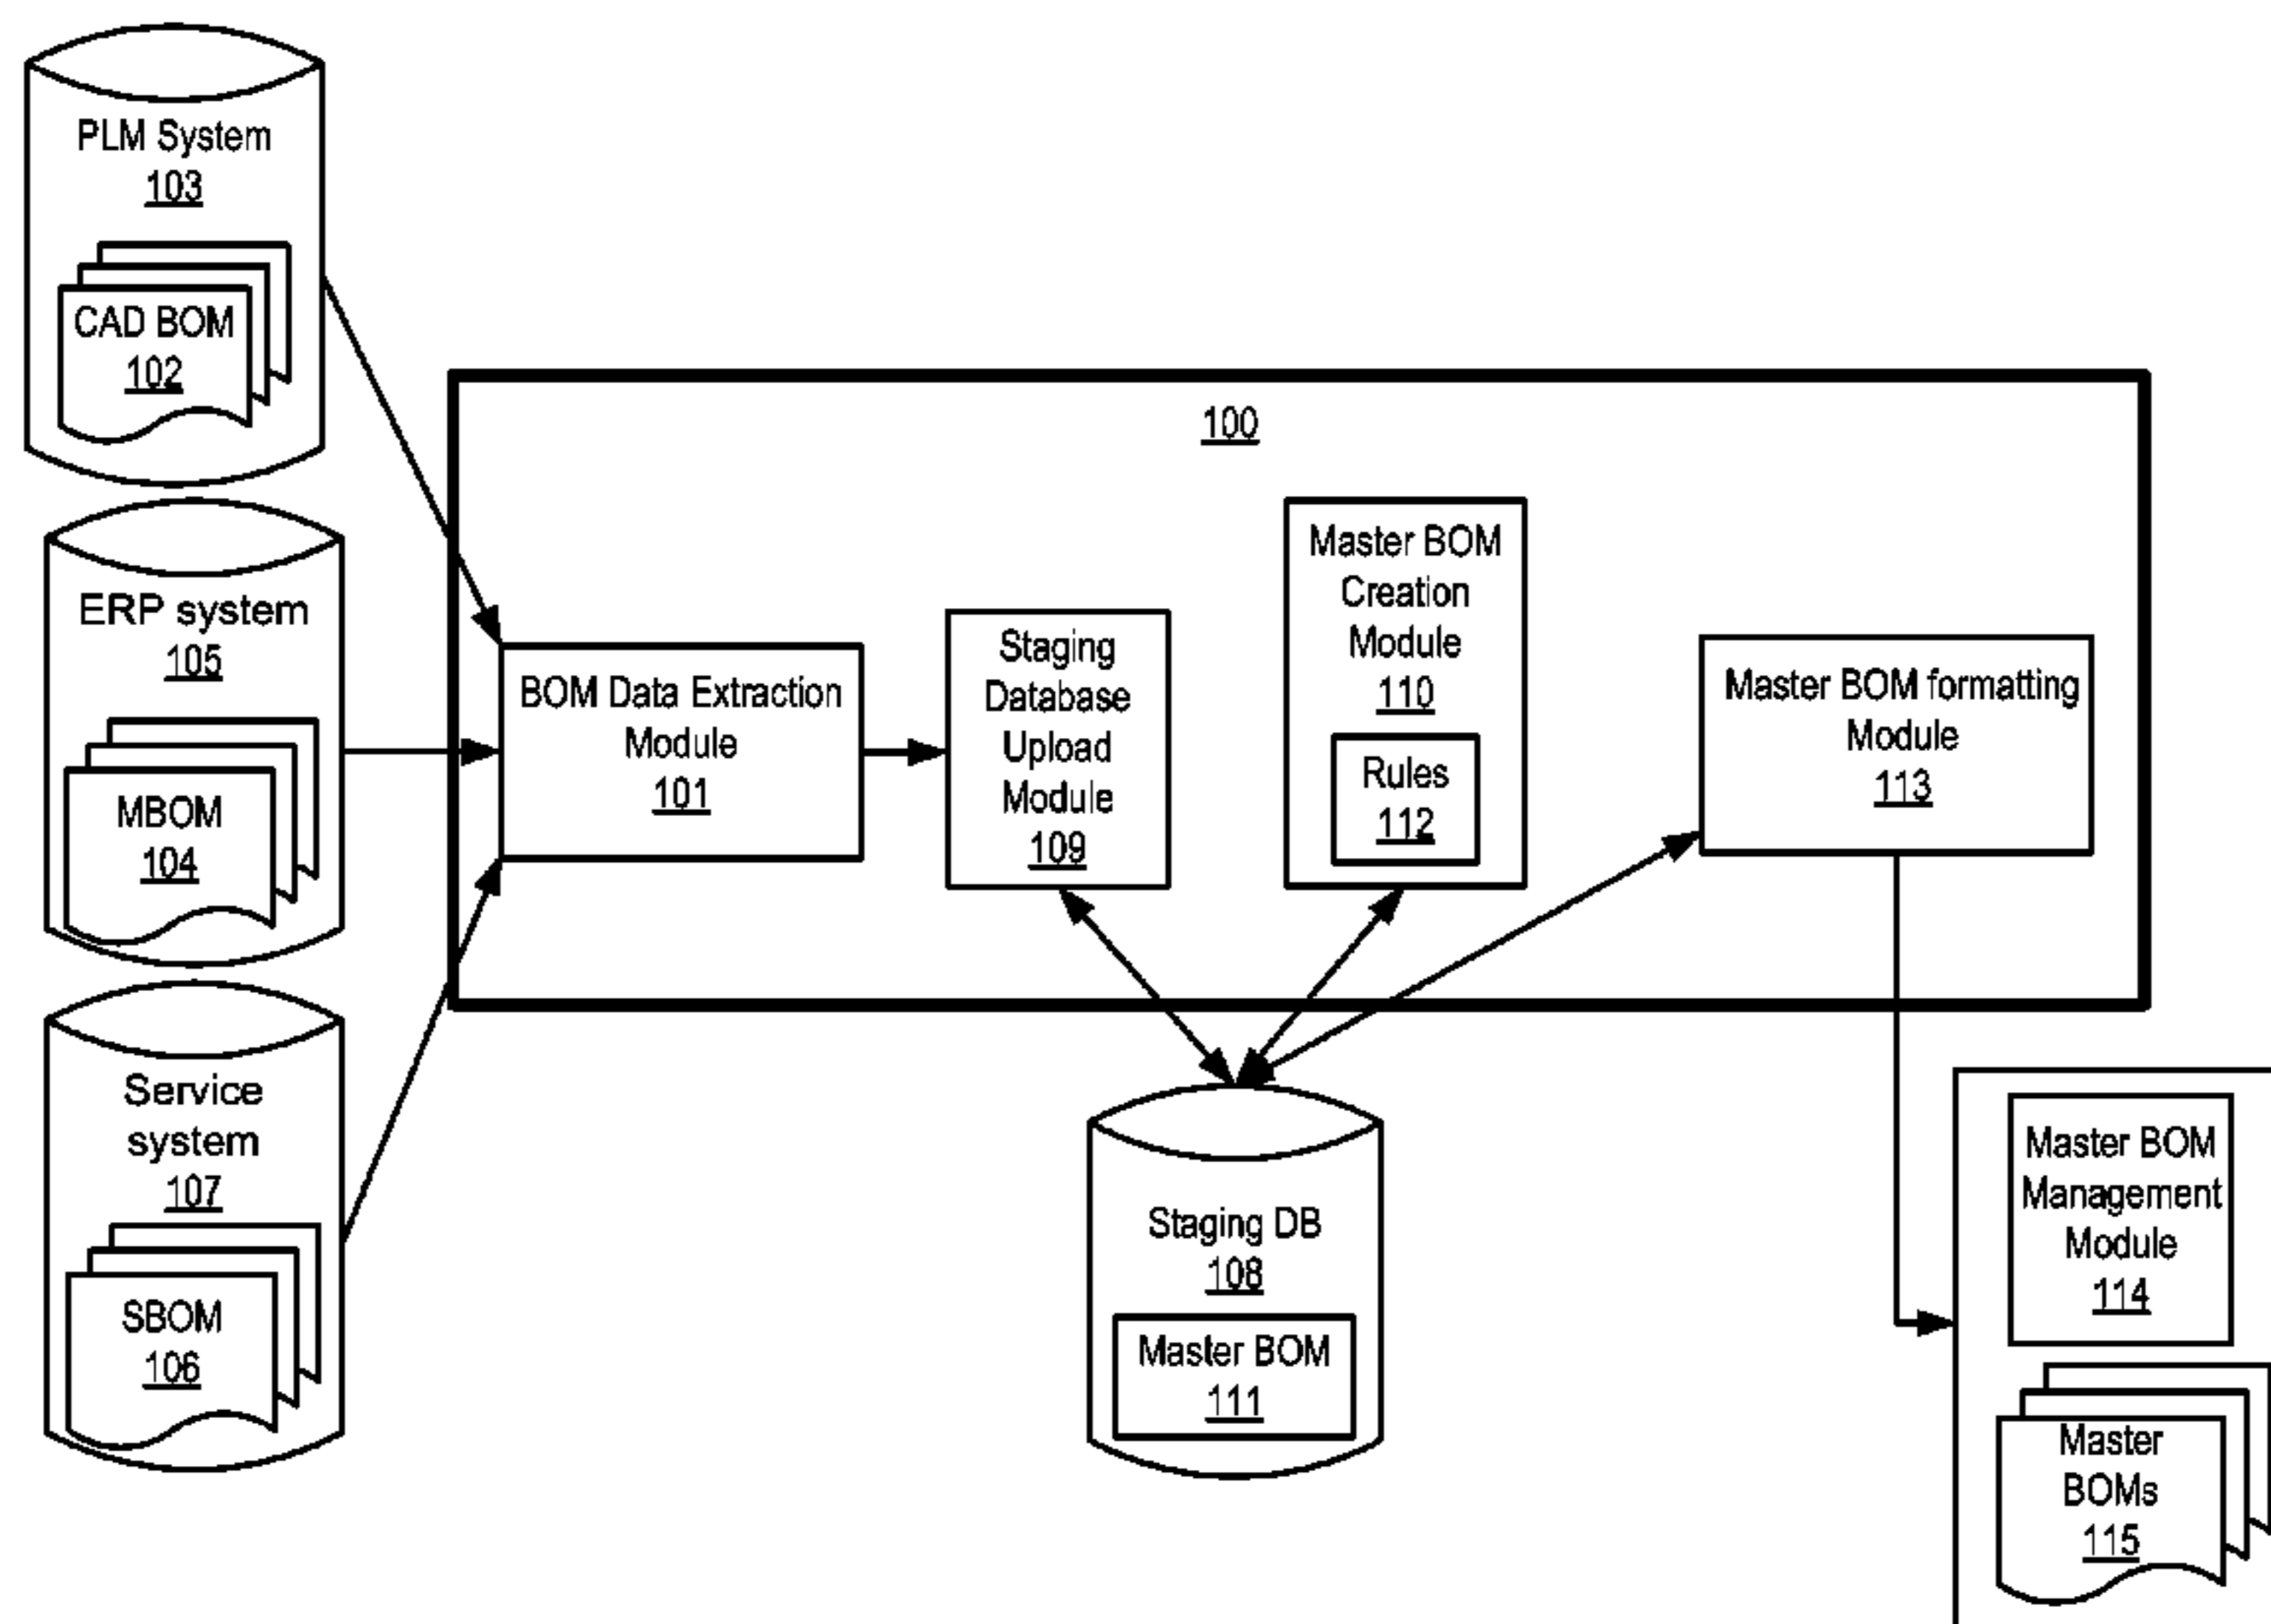 PLM System
103
CAD BOM
102
ERP system
105
MBOM
104
Service
system
107
SBOM
106
100
BOM Data Extraction
Module
101
Staging
Database
Upload
Module
109
Master BOM
Creation
Module
110
Rules
112
Master BOM formatting
Module
113
Staging DB
108
Master BOM
111
Master BOM
Management
Module
114
Master
BOMs
115